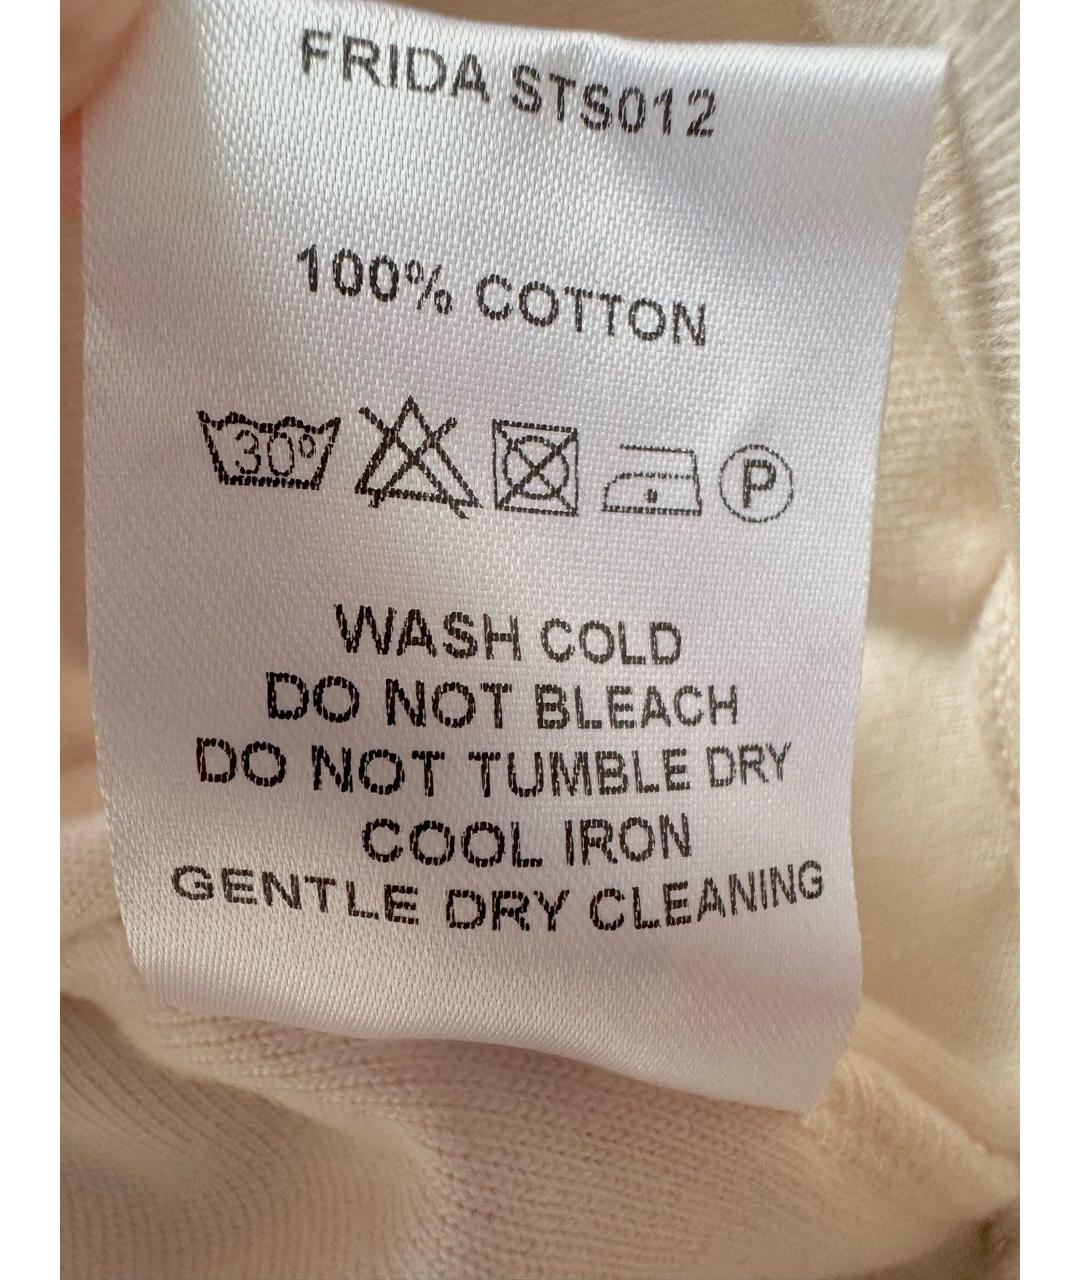 FRIDA STS012
100% COTTON
30°
P
WASH COLD
DO NOT BLEACH
DO NOT TUMBLE DRY
COOL IRON
GENTLE DRY CLEANING